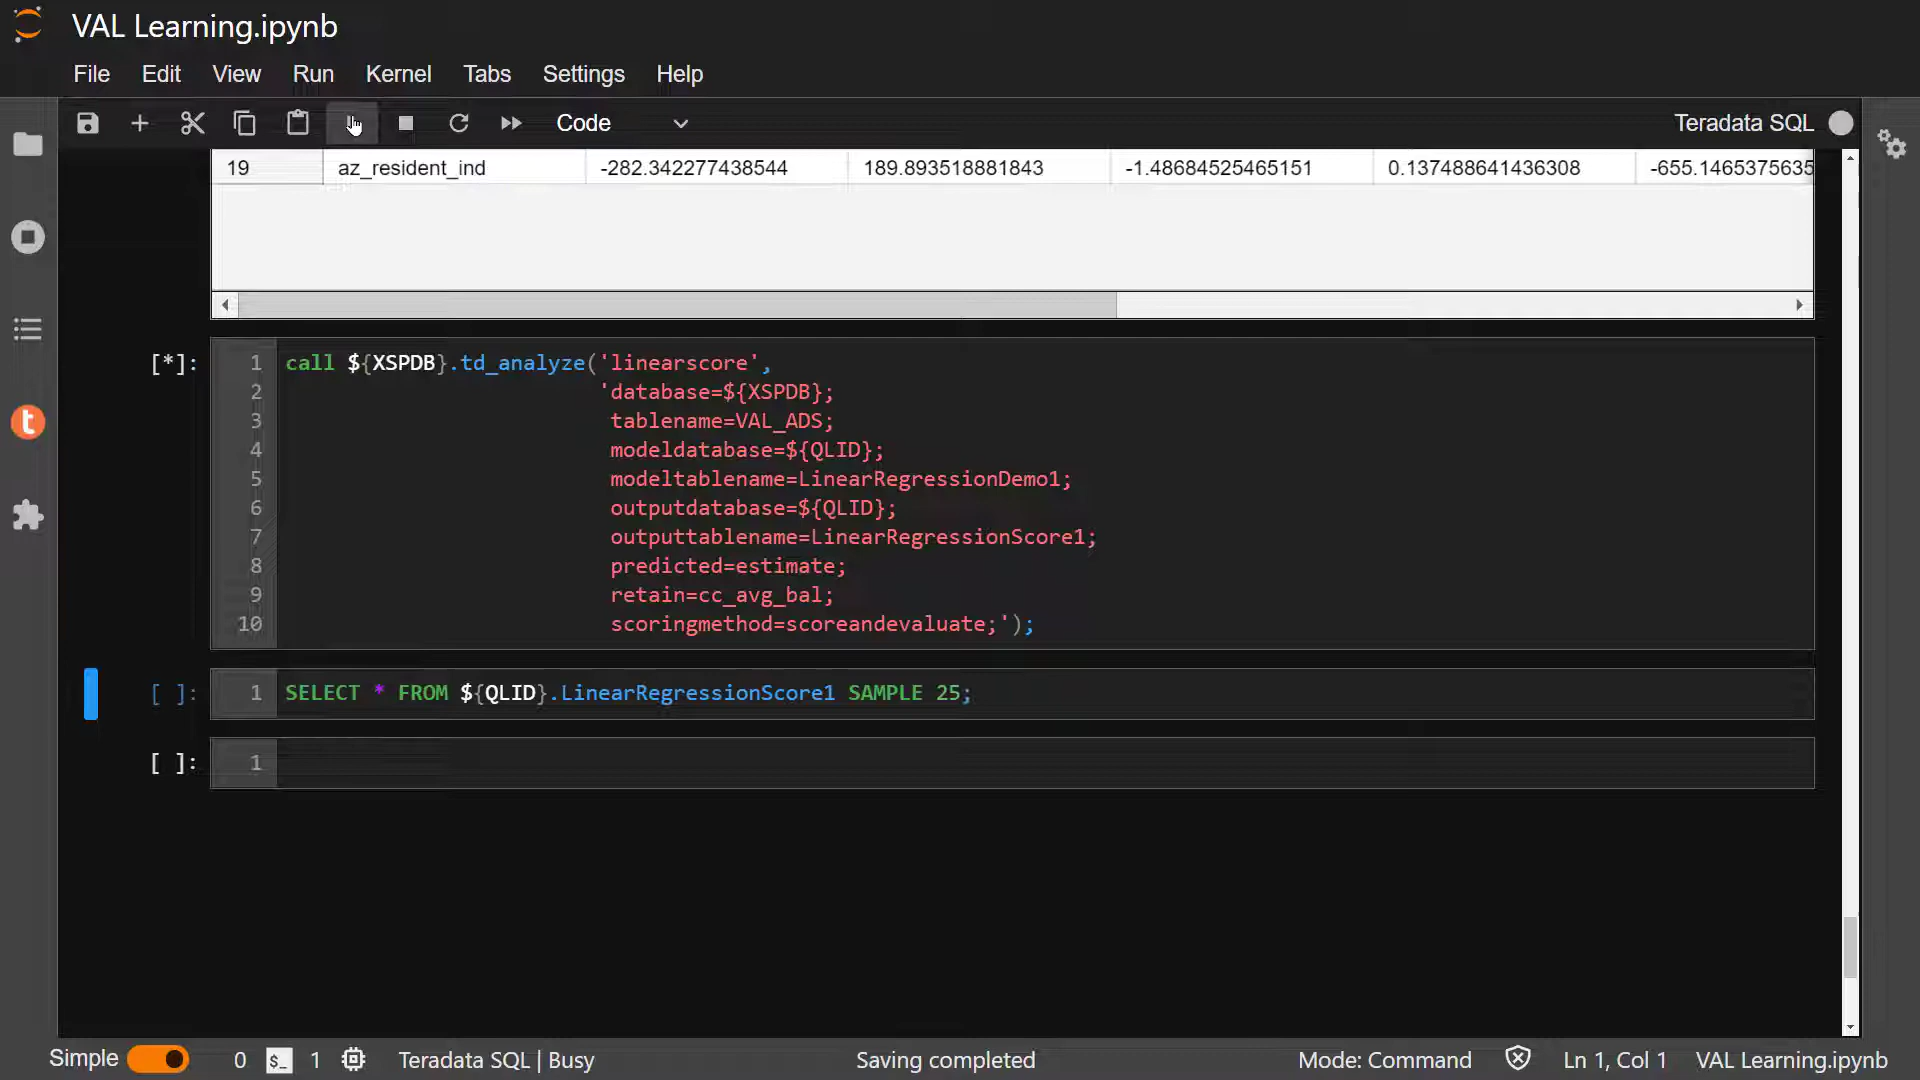 VAL Learning.ipynb
File Edit View Run Kernel Tabs Settings Help
Code
Teradata SQL
19 az_resident_ind -282.342277438544 189.893518881843 -1.48684525465151 0.137488641436308 -655.1465375635
[*]:
1 call ${XSPDB}.td_analyze('linearscore',
2 'database=${XSPDB};
3 tablename=VAL_ADS;
4 modeldatabase=${QLID};
5 modeltablename=LinearRegressionDemo1;
6 outputdatabase=${QLID};
7 outputtablename=LinearRegressionScore1;
8 predicted=estimate;
9 retain=cc_avg_bal;
10 scoringmethod=scoreandevaluate;');
[ ]: 1 SELECT * FROM ${QLID}.LinearRegressionScore1 SAMPLE 25;
[ ]: 1
t
Simple 0 $_ 1 Teradata SQL | Busy Saving completed Mode: Command Ln 1, Col 1 VAL Learning.ipynb